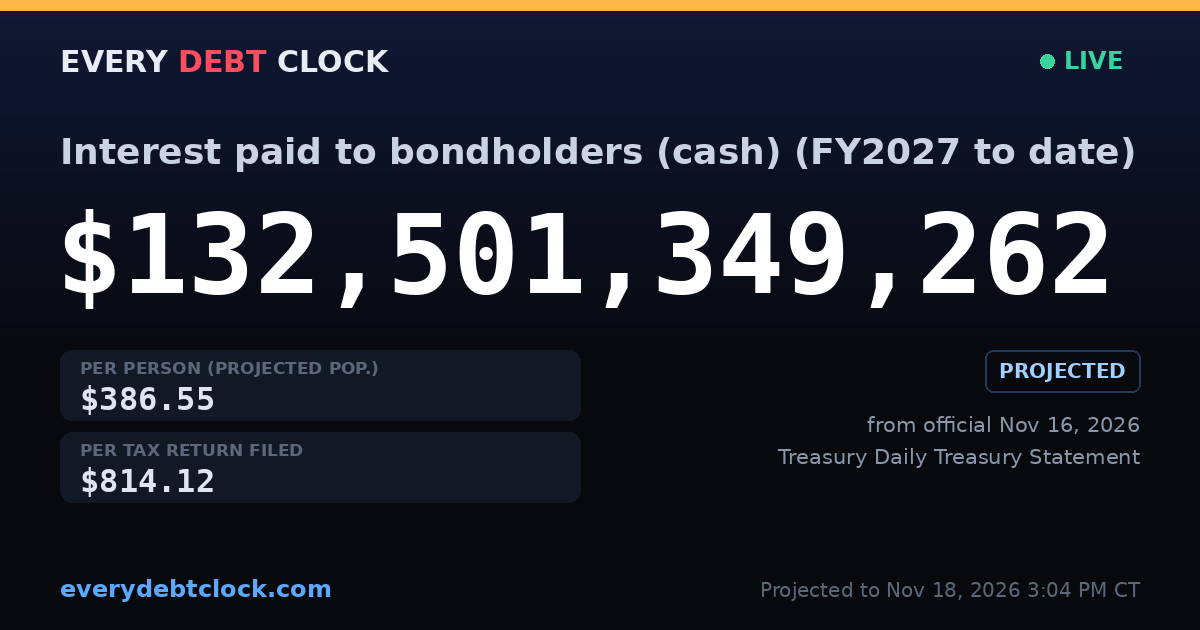 EVERY DEBT CLOCK
LIVE
Interest paid to bondholders (cash) (FY2027 to date)
$132,501,349,262
PER PERSON (PROJECTED POP.)
$386.55
PER TAX RETURN FILED
$814.12
PROJECTED
from official Nov 16, 2026
Treasury Daily Treasury Statement
everydebtclock.com
Projected to Nov 18, 2026 3:04 PM CT